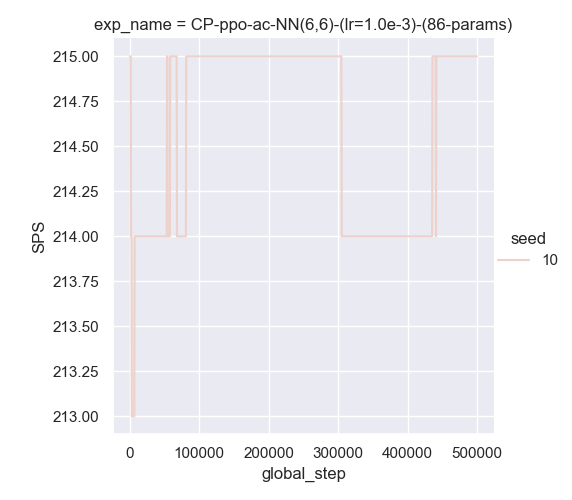 exp_name = CP-ppo-ac-NN(6,6)-(lr=1.0e-3)-(86-params)
215.00
214.75
214.50
214.25
214.00
213.75
213.50
213.25
213.00
SPS
0 100000 200000 300000 400000 500000
global_step
seed
10